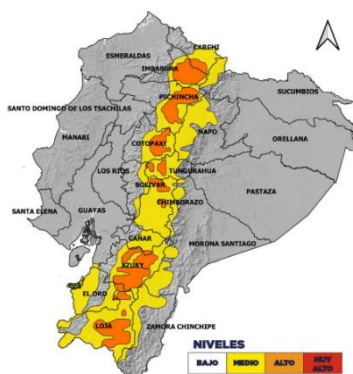 CARCHI
ESMERALDAS
IMBABURA
PICHINCHA
SUCUMBIOS
SANTO DOMINGO DE LOS TSACHILAS
NAPO
MANABI
COTOPAXI
ORELLANA
LOS RIOS
TUNGURAHUA
BOLIVAR
PASTAZA
CHIMBORAZO
SANTA ELENA
GUAYAS
MORONA SANTIAGO
CAÑAR
AZUAY
EL ORO
LOJA
ZAMORA CHINCHIPE
NIVELES
BAJO MEDIO ALTO MUY ALTO